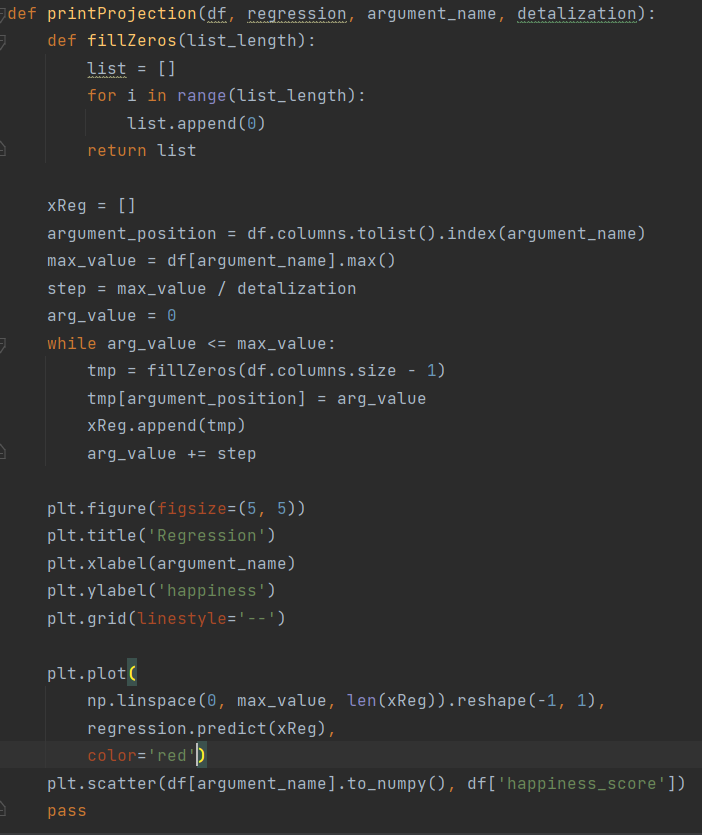 def printProjection(df, regression, argument_name, detalization):
    def fillZeros(list_length):
        list = []
        for i in range(list_length):
            list.append(0)
        return list

    xReg = []
    argument_position = df.columns.tolist().index(argument_name)
    max_value = df[argument_name].max()
    step = max_value / detalization
    arg_value = 0
    while arg_value <= max_value:
        tmp = fillZeros(df.columns.size - 1)
        tmp[argument_position] = arg_value
        xReg.append(tmp)
        arg_value += step

    plt.figure(figsize=(5, 5))
    plt.title('Regression')
    plt.xlabel(argument_name)
    plt.ylabel('happiness')
    plt.grid(linestyle='--')

    plt.plot(
        np.linspace(0, max_value, len(xReg)).reshape(-1, 1),
        regression.predict(xReg),
        color='red')
    plt.scatter(df[argument_name].to_numpy(), df['happiness_score'])
    pass